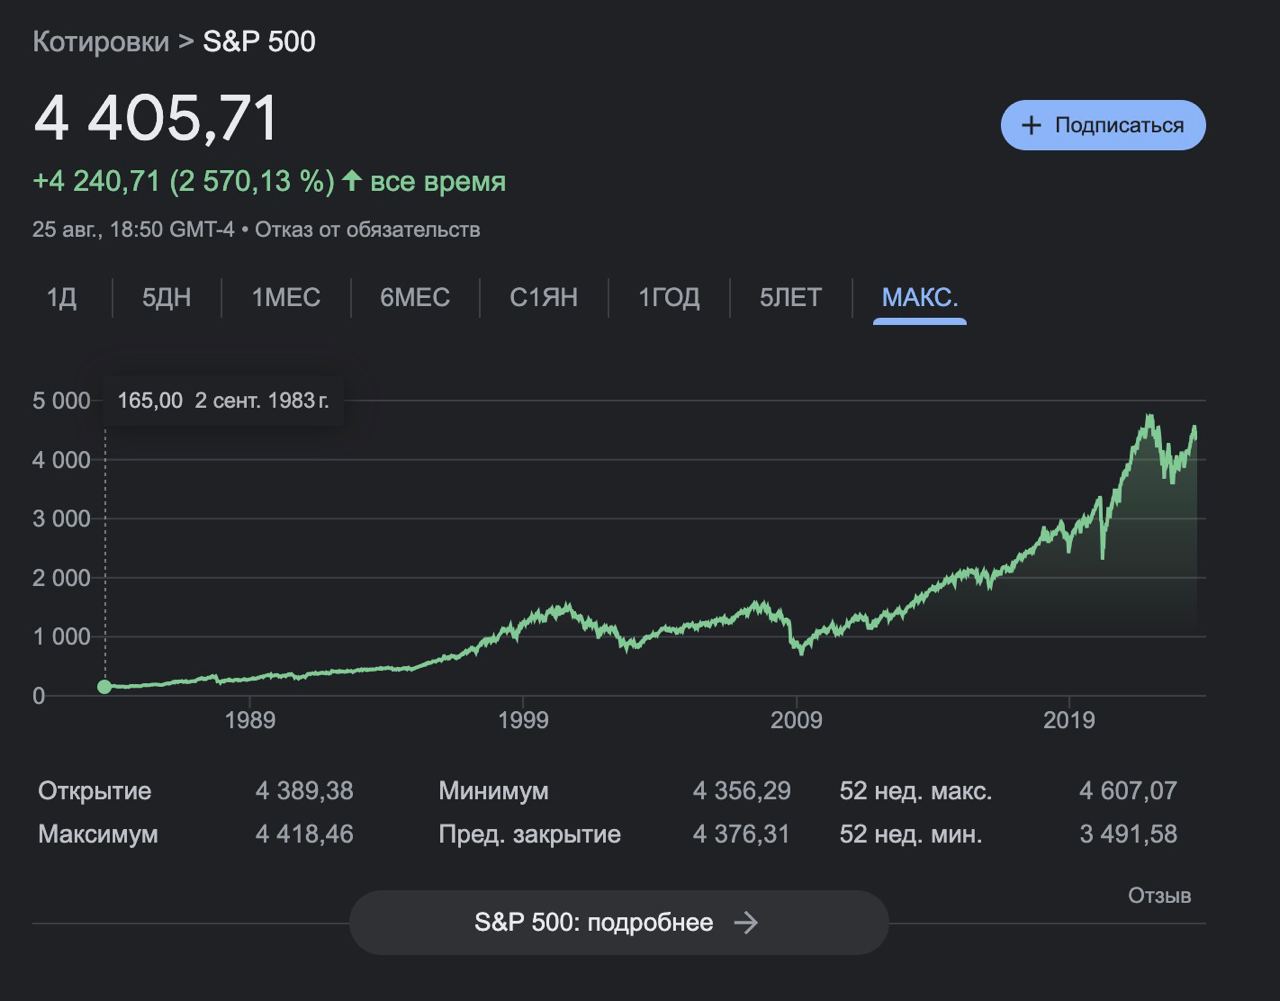 Котировки > S&P 500
4 405,71
+ Подписаться
+4 240,71 (2 570,13 %) ↑ все время
25 авг., 18:50 GMT-4 • Отказ от обязательств
1Д 5ДН 1МЕС 6МЕС С1ЯН 1ГОД 5ЛЕТ МАКС.
165,00 2 сент. 1983 г.
5 000
4 000
3 000
2 000
1 000
0
1989 1999 2009 2019
Открытие 4 389,38 Минимум 4 356,29 52 нед. макс. 4 607,07
Максимум 4 418,46 Пред. закрытие 4 376,31 52 нед. мин. 3 491,58
Отзыв
S&P 500: подробнее →